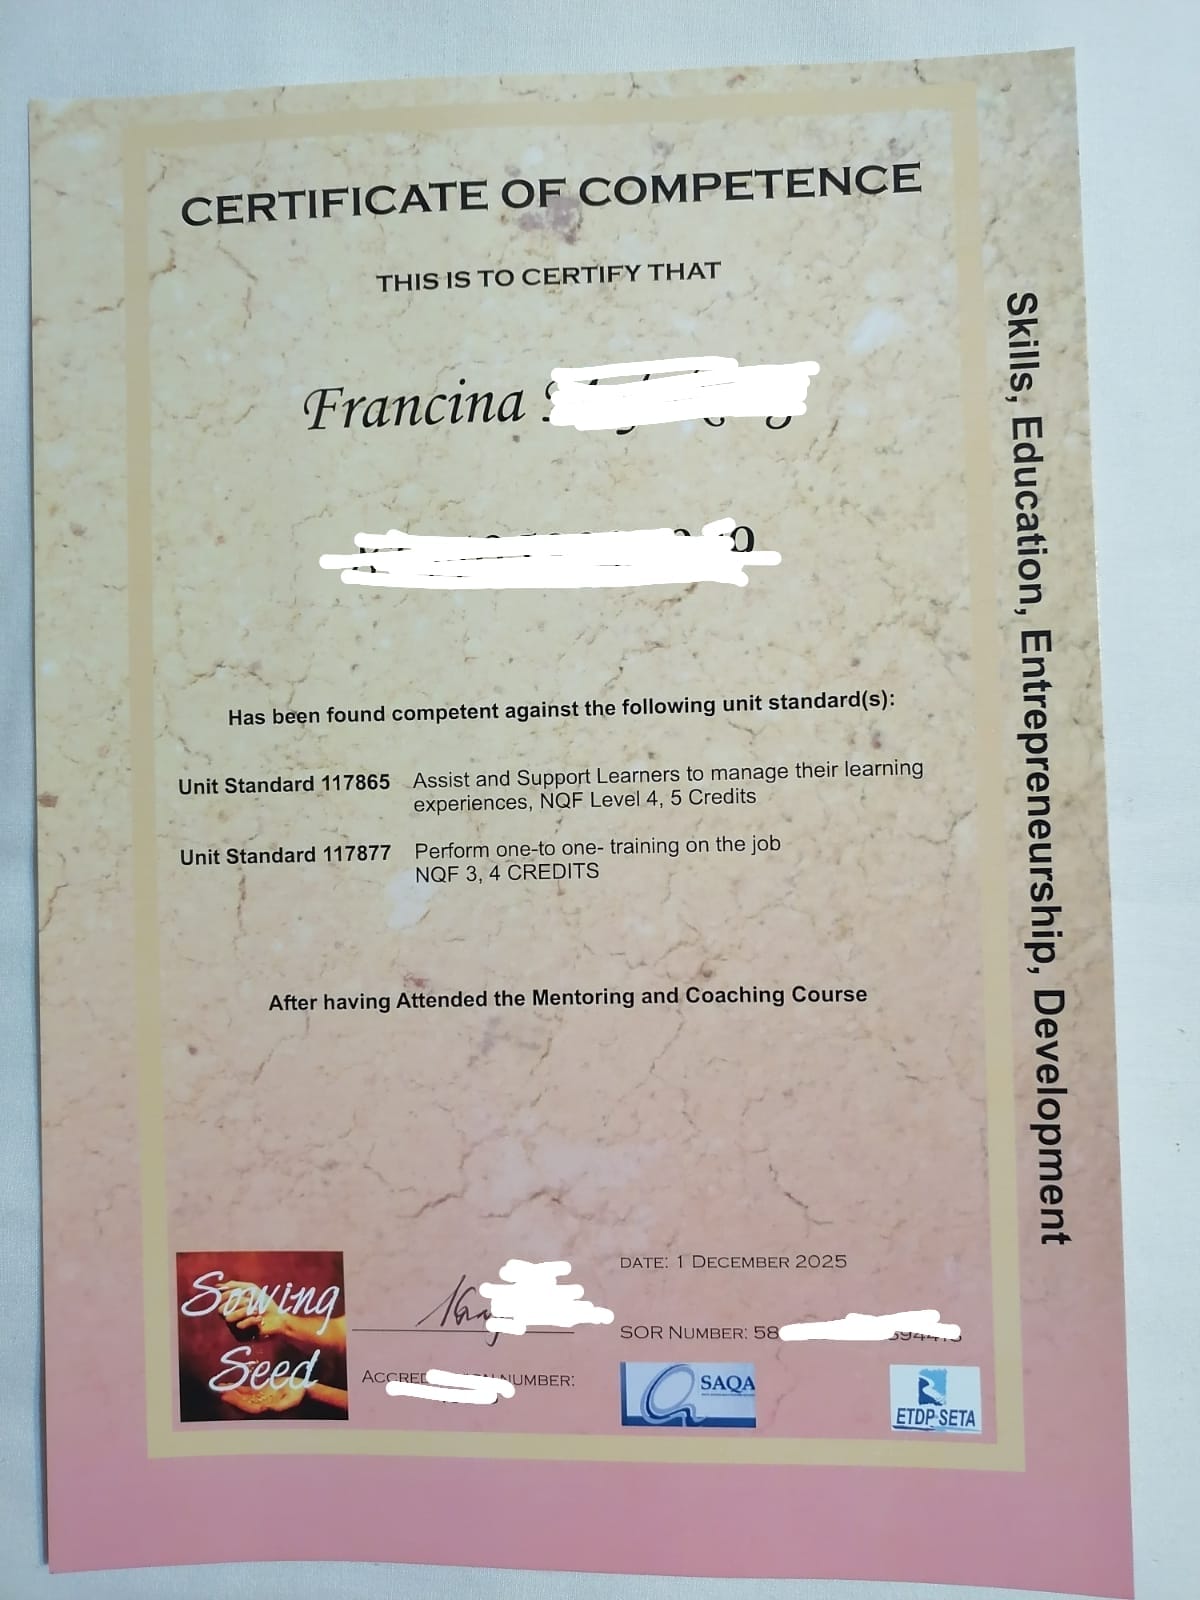 CERTIFICATE OF COMPETENCE
THIS IS TO CERTIFY THAT
Francina
Has been found competent against the following unit standard(s):
Unit Standard 117865 Assist and Support Learners to manage their learning
experiences, NQF Level 4, 5 Credits
Unit Standard 117877 Perform one-to one- training on the job
NQF 3, 4 CREDITS
After having Attended the Mentoring and Coaching Course
Skills, Education, Entrepreneurship, Development
DATE: 1 DECEMBER 2025
SOR NUMBER: 58
NUMBER:
Sowing
Seed
SAQA
ETDP SETA